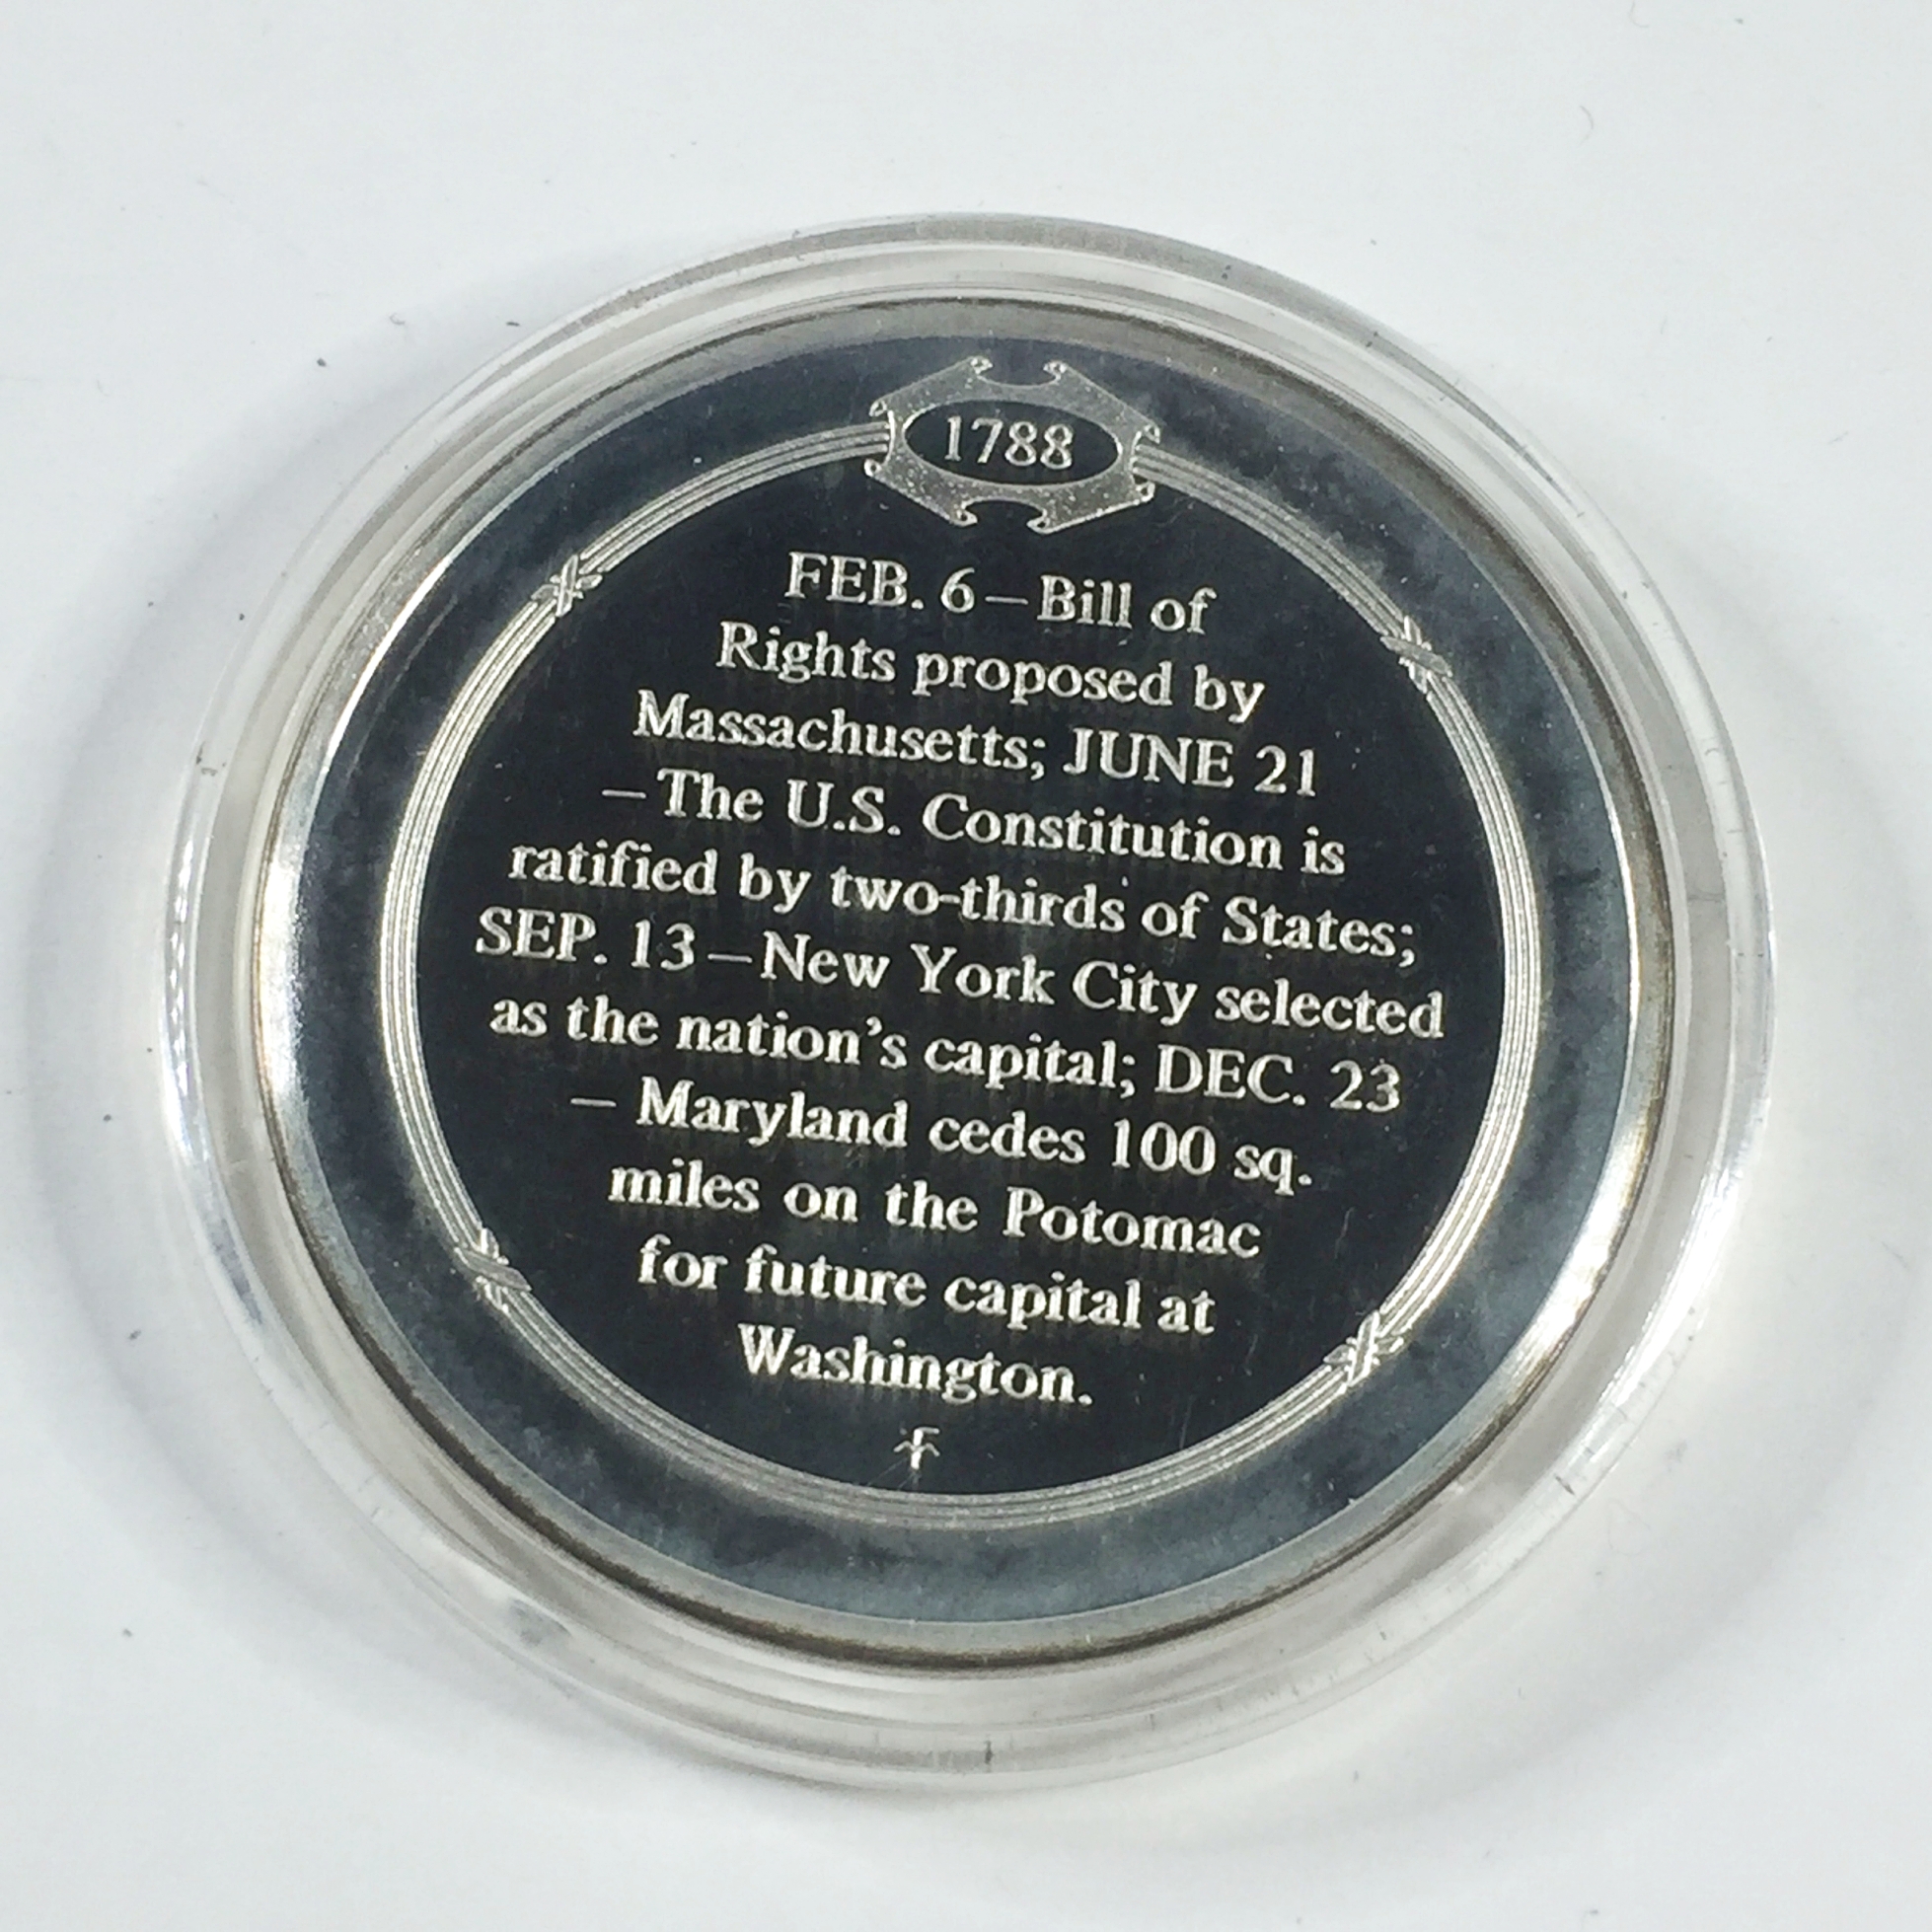 1788
FEB. 6—Bill of
Rights proposed by
Massachusetts; JUNE 21
—The U.S. Constitution is
ratified by two-thirds of States;
SEP. 13—New York City selected
as the nation's capital; DEC. 23
— Maryland cedes 100 sq.
miles on the Potomac
for future capital at
Washington.